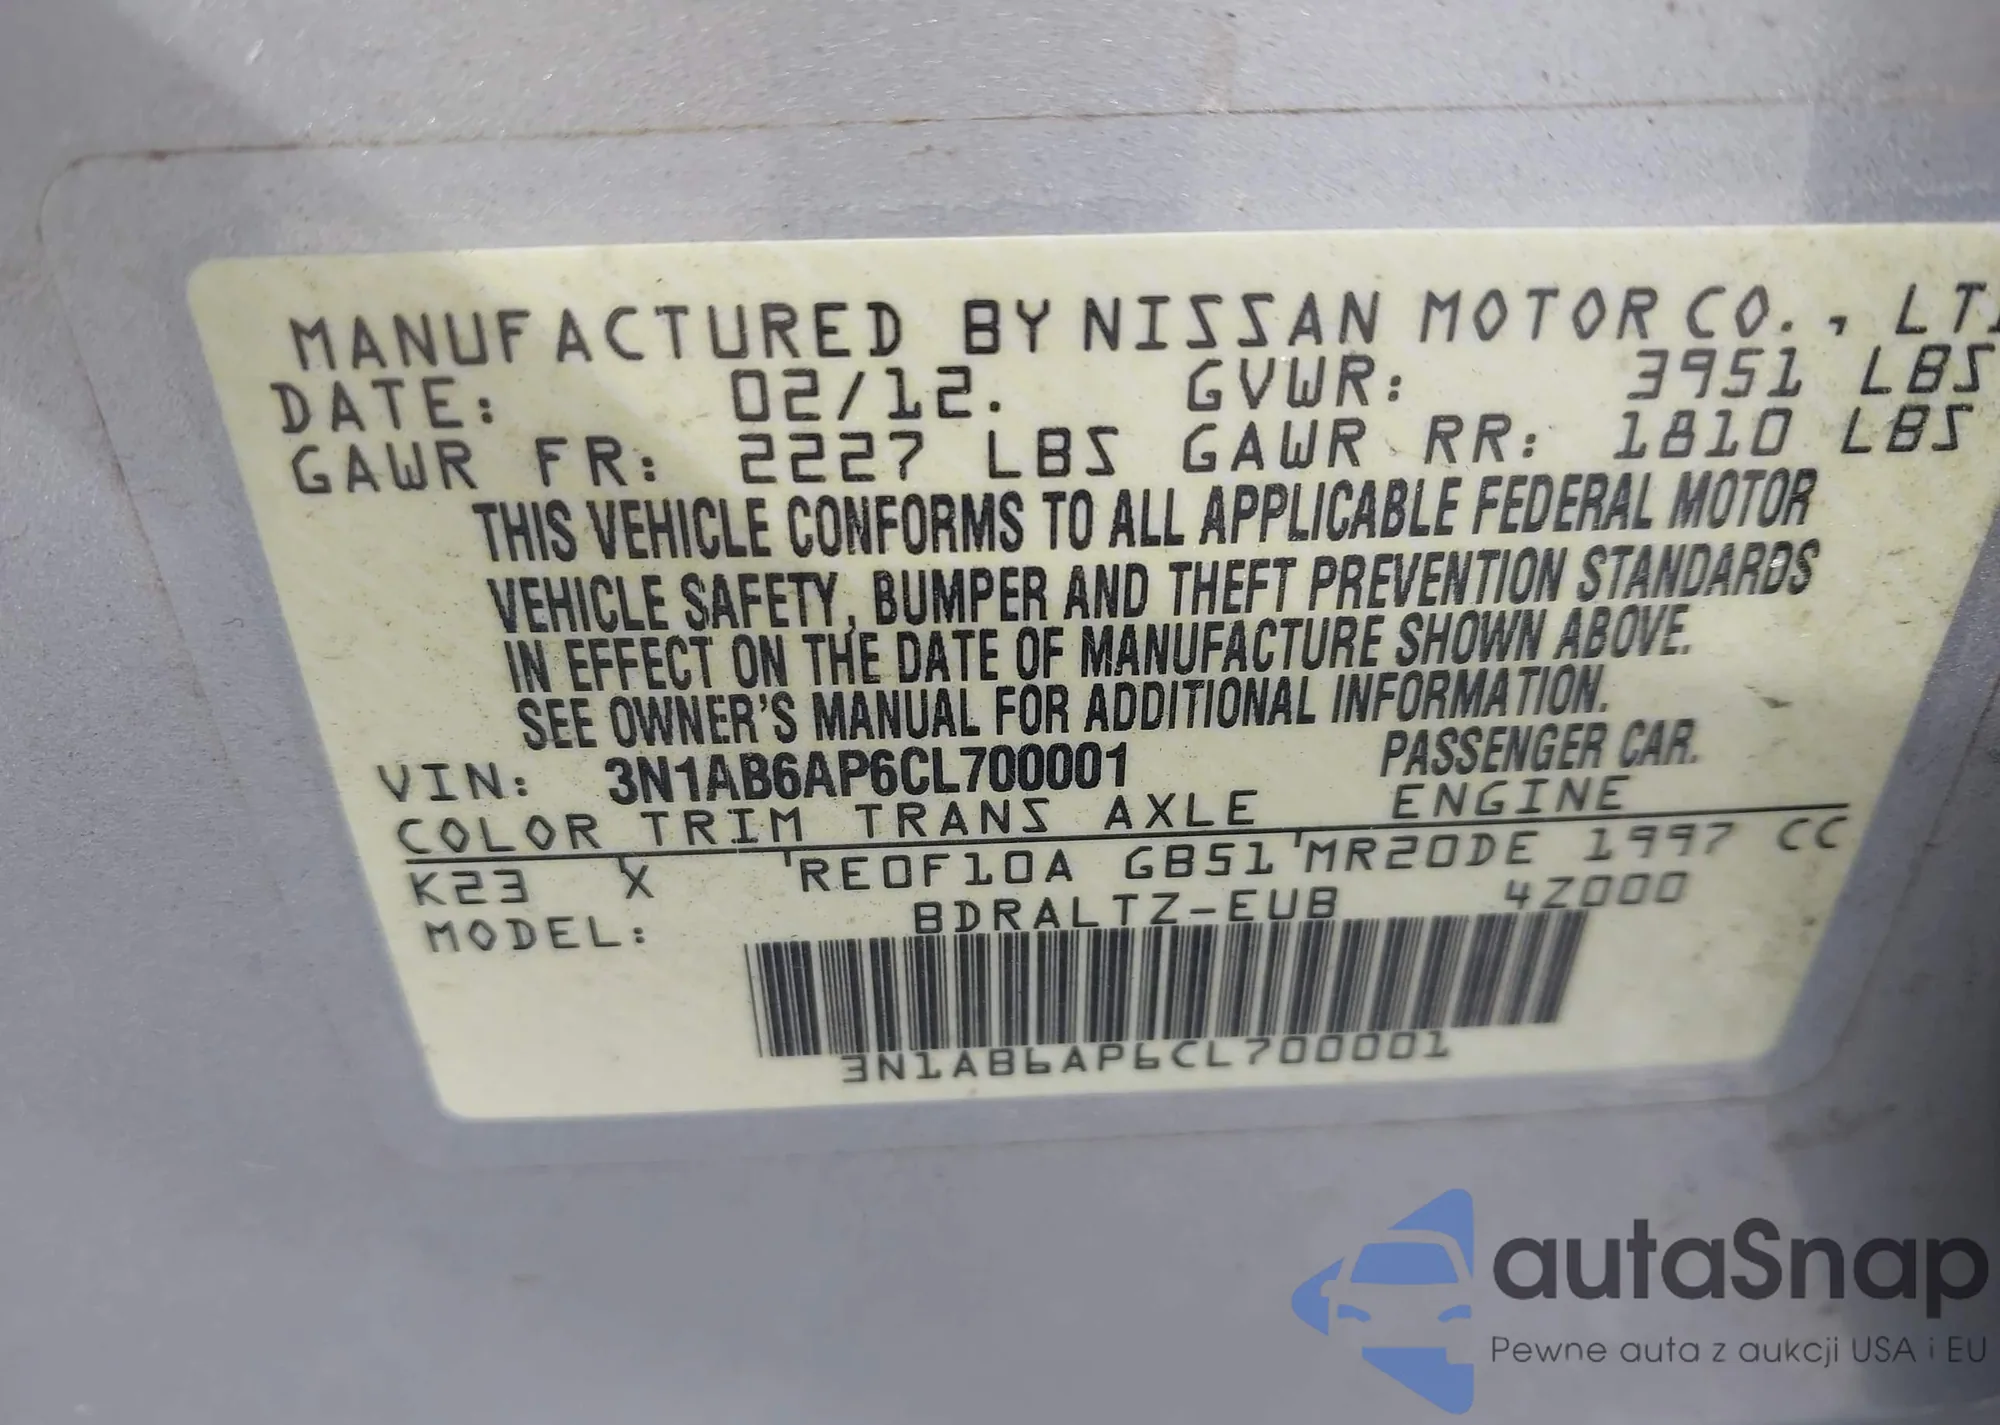 MANUFACTURED BY NISSAN MOTOR CO., LT
DATE: 02/12. GVWR: 3951 LBS
GAWR FR: 2227 LBS GAWR RR: 1810 LBS
THIS VEHICLE CONFORMS TO ALL APPLICABLE FEDERAL MOTOR
VEHICLE SAFETY, BUMPER AND THEFT PREVENTION STANDARDS
IN EFFECT ON THE DATE OF MANUFACTURE SHOWN ABOVE.
SEE OWNER'S MANUAL FOR ADDITIONAL INFORMATION.
VIN: 3N1AB6AP6CL700001 PASSENGER CAR.
COLOR TRIM TRANS AXLE ENGINE
K23 X RE0F10A GB51 MR20DE 1997 CC
MODEL: BDRALTZ-EUB 4Z000
3N1AB6AP6CL700001
autaSnap
Pewne auta z aukcji USA i EU